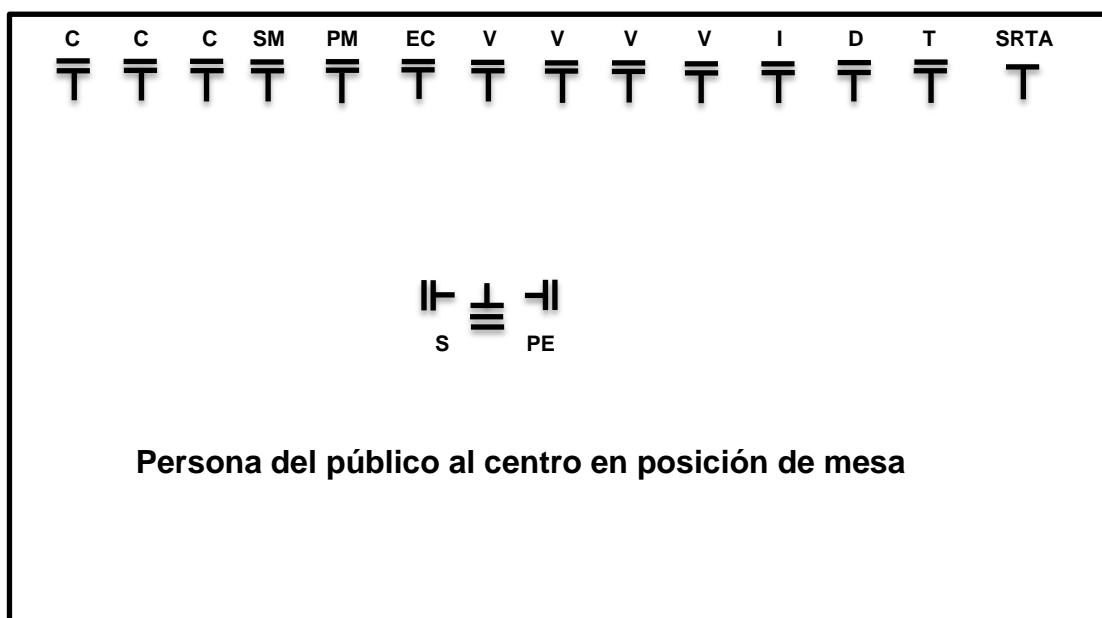 C C C SM PM EC V V V V I D T SRTA
S PE
Persona del público al centro en posición de mesa